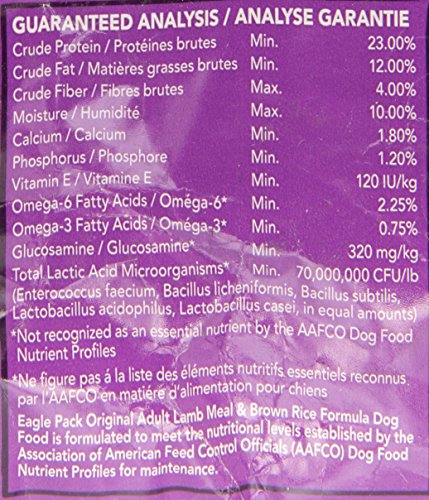 GUARANTEED ANALYSIS / ANALYSE GARANTIE
Crude Protein / Protéines brutes Min. 23.00%
Crude Fat / Matières grasses brutes Min. 12.00%
Crude Fiber / Fibres brutes Max. 4.00%
Moisture / Humidité Max. 10.00%
Calcium / Calcium Min. 1.80%
Phosphorus / Phosphore Min. 1.20%
Vitamin E / Vitamine E Min. 120 IU/kg
Omega-6 Fatty Acids / Oméga-6* Min. 2.25%
Omega-3 Fatty Acids / Oméga-3* Min. 0.75%
Glucosamine / Glucosamine* Min. 320 mg/kg
Total Lactic Acid Microorganisms* Min. 70,000,000 CFU/lb
(Enterococcus faecium, Bacillus licheniformis, Bacillus subtilis,
Lactobacillus acidophilus, Lactobacillus casei, in equal amounts)
*Not recognized as an essential nutrient by the AAFCO Dog Food
Nutrient Profiles
*Ne figure pas á la liste des éléments nutritifs essentiels reconnus
par l'AAFCO en matiére d'alimentation pour chiens
Eagle Pack Original Adult Lamb Meal & Brown Rice Formula Dog
Food is formulated to meet the nutritional levels established by the
Association of American Feed Control Officials (AAFCO) Dog Food
Nutrient Profiles for maintenance.